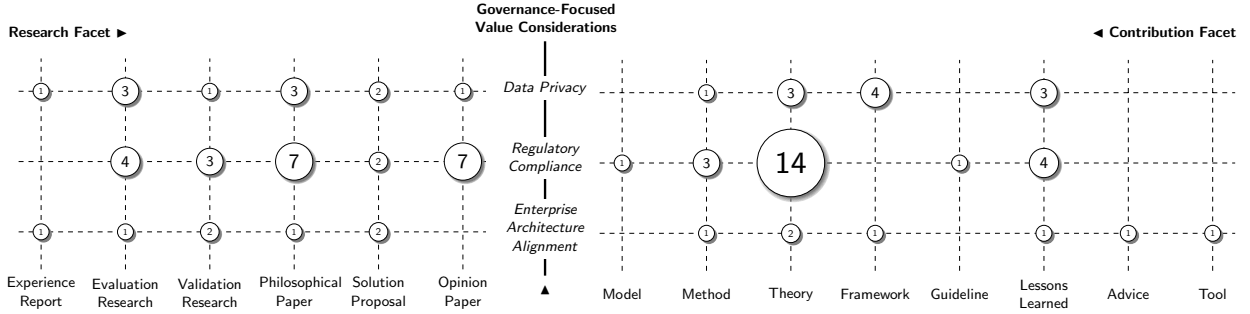 Governance-Focused
Value Considerations
Research Facet ►
◄ Contribution Facet
1 3 1 3 2 1
Data Privacy
1 3 4 3
4 3 7 2 7
Regulatory
Compliance
1 3 14 1 4
1 1 2 1 2
Enterprise
Architecture
Alignment
1 2 1 1 1 1
Experience
Report
Evaluation
Research
Validation
Research
Philosophical
Paper
Solution
Proposal
Opinion
Paper
▲
Model
Method
Theory
Framework
Guideline
Lessons
Learned
Advice
Tool